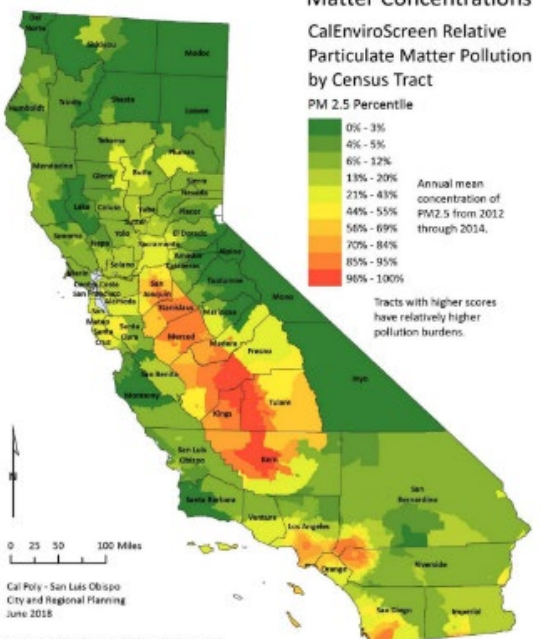 Matter Concentrations
CalEnviroScreen Relative
Particulate Matter Pollution
by Census Tract
PM 2.5 Percentile
0% - 3%
4% - 5%
6% - 12%
13% - 20%
21% - 43%
44% - 55%
56% - 69%
70% - 84%
85% - 95%
96% - 100%
Annual mean
concentration of
PM2.5 from 2012
through 2014.
Tracts with higher scores
have relatively higher
pollution burdens.
Del
Norte
Siskiyou
Modoc
Humboldt
Trinity
Shasta
Lassen
Tehama
Plumas
Mendocino
Glenn
Butte
Sierra
Nevada
Lake
Colusa
Sutter
Yuba
Placer
Yolo
El Dorado
Sonoma
Napa
Sacramento
Amador
Alpine
Solano
Calaveras
Marin
Contra Costa
San
Joaquin
Tuolumne
Mono
San Francisco
Alameda
Stanislaus
Mariposa
San
Mateo
Santa
Clara
Santa
Cruz
Merced
Madera
Fresno
San Benito
Inyo
Monterey
Kings
Tulare
San Luis
Obispo
Kern
San
Bernardino
Santa Barbara
Ventura
Los Angeles
Orange
Riverside
San Diego
Imperial
N
0 25 50 100 Miles
Cal Poly - San Luis Obispo
City and Regional Planning
June 2018